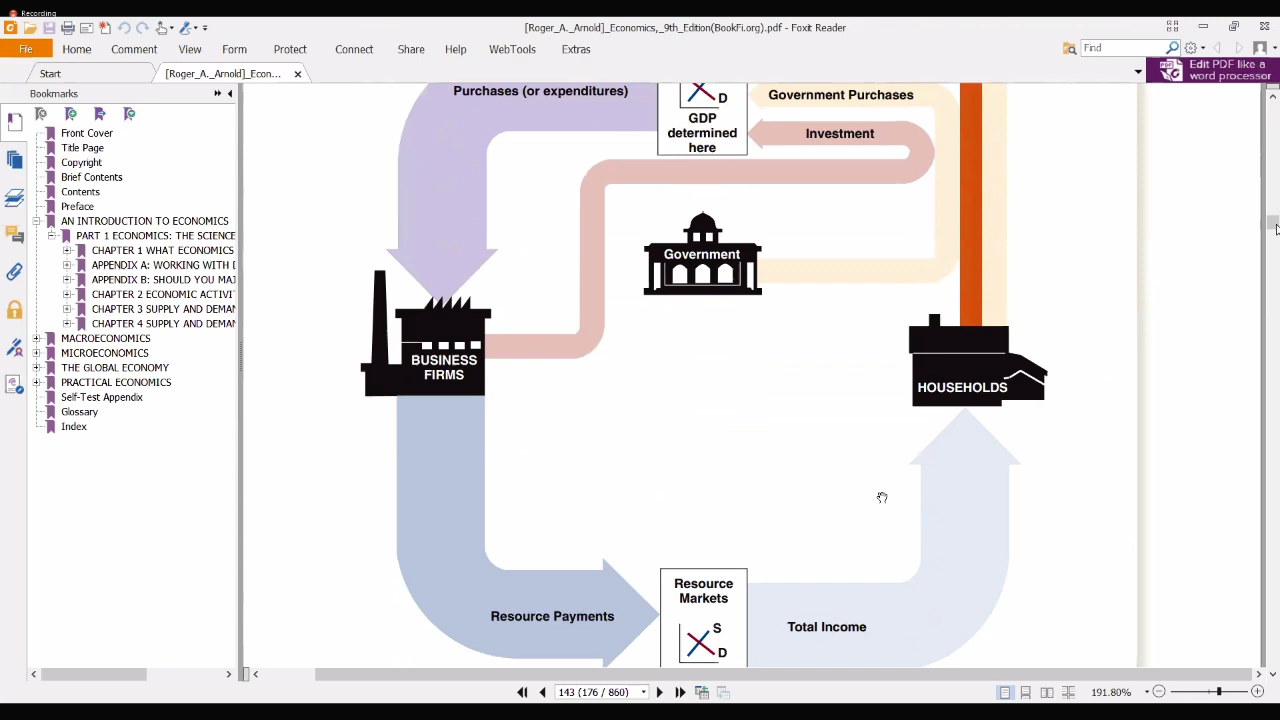 Recording
[Roger_A._Arnold]_Economics,_9th_Edition(BookFi.org).pdf - Foxit Reader
File Home Comment View Form Protect Connect Share Help WebTools Extras
Find
Start
[Roger_A._Arnold]_Econ...
Edit PDF like a
word processor
Bookmarks
Front Cover
Title Page
Copyright
Brief Contents
Contents
Preface
AN INTRODUCTION TO ECONOMICS
PART 1 ECONOMICS: THE SCIENCE
CHAPTER 1 WHAT ECONOMICS
APPENDIX A: WORKING WITH D
APPENDIX B: SHOULD YOU MAJ
CHAPTER 2 ECONOMIC ACTIVIT
CHAPTER 3 SUPPLY AND DEMAN
CHAPTER 4 SUPPLY AND DEMAN
MACROECONOMICS
MICROECONOMICS
THE GLOBAL ECONOMY
PRACTICAL ECONOMICS
Self-Test Appendix
Glossary
Index
Purchases (or expenditures)
D
GDP
determined
here
Government Purchases
Investment
Government
BUSINESS
FIRMS
HOUSEHOLDS
Resource Payments
Resource
Markets
S
D
Total Income
143 (176 / 860)
191.80%